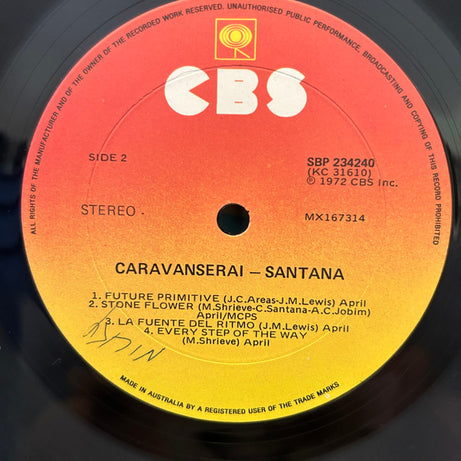 ALL RIGHTS OF THE MANUFACTURER AND OF THE OWNER OF THE RECORDED WORK RESERVED. UNAUTHORISED PUBLIC PERFORMANCE, BROADCASTING AND COPYING OF THIS RECORD PROHIBITED
CBS
SIDE 2
SBP 234240
(KC 31610)
℗ 1972 CBS Inc.
STEREO
MX167314
CARAVANSERAI – SANTANA
1. FUTURE PRIMITIVE (J.C.Areas-J.M.Lewis) April
2. STONE FLOWER (M.Shrieve-C.Santana-A.C.Jobim)
April/MCPS
3. LA FUENTE DEL RITMO (J.M.Lewis) April
4. EVERY STEP OF THE WAY
(M.Shrieve) April
MADE IN AUSTRALIA BY A REGISTERED USER OF THE TRADE MARKS